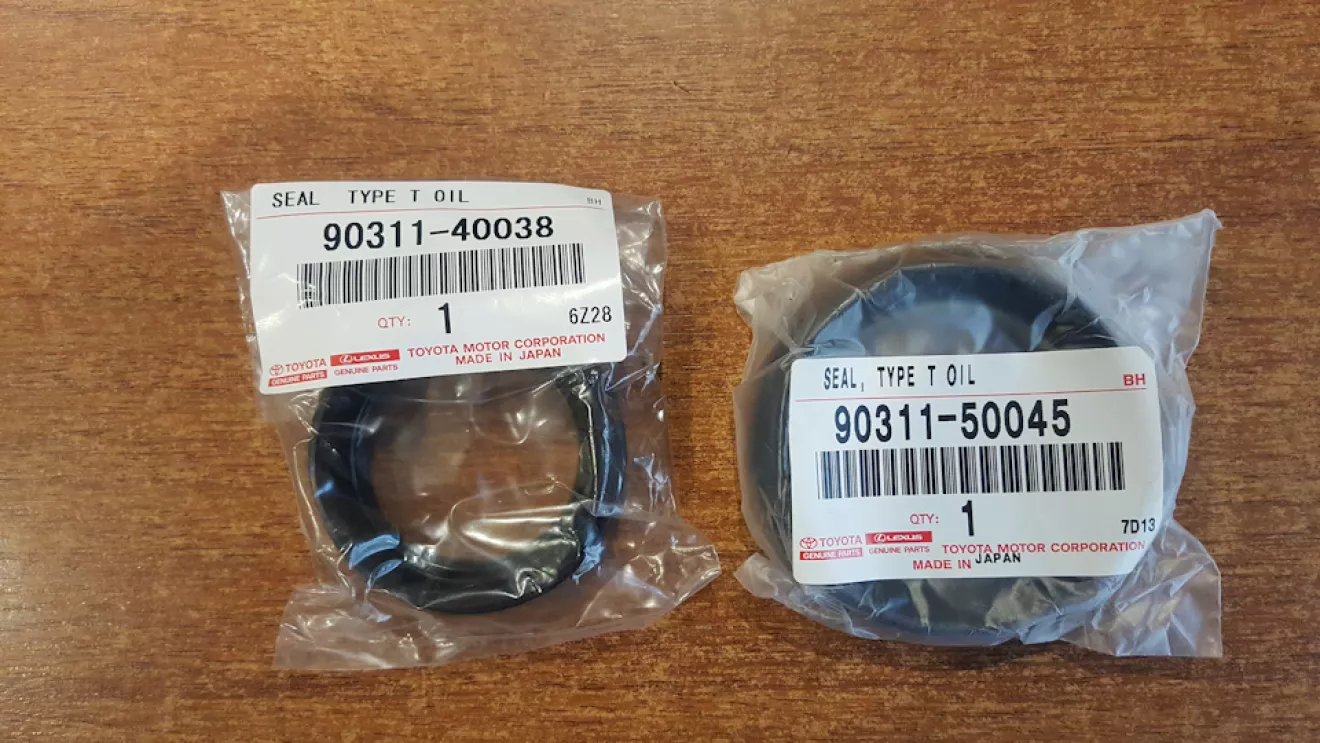 SEAL TYPE T OIL BH
90311-40038
QTY: 1 6Z28
TOYOTA LEXUS TOYOTA MOTOR CORPORATION
GENUINE PARTS GENUINE PARTS MADE IN JAPAN
SEAL, TYPE T OIL BH
90311-50045
QTY: 1 7D13
TOYOTA LEXUS TOYOTA MOTOR CORPORATION
GENUINE PARTS GENUINE PARTS MADE IN JAPAN